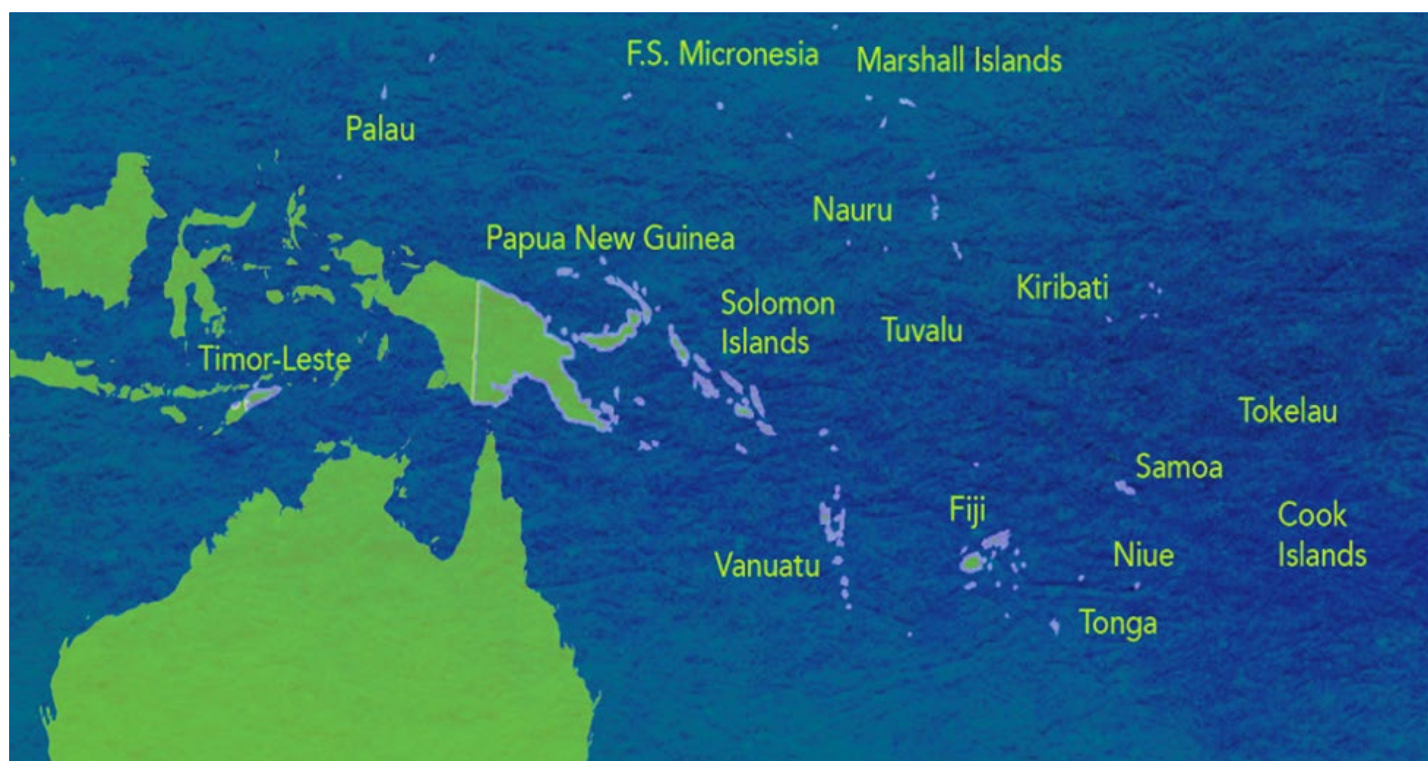 F.S. Micronesia
Marshall Islands
Palau
Nauru
Papua New Guinea
Kiribati
Solomon
Islands
Tuvalu
Timor-Leste
Tokelau
Samoa
Fiji
Cook
Islands
Vanuatu
Niue
Tonga